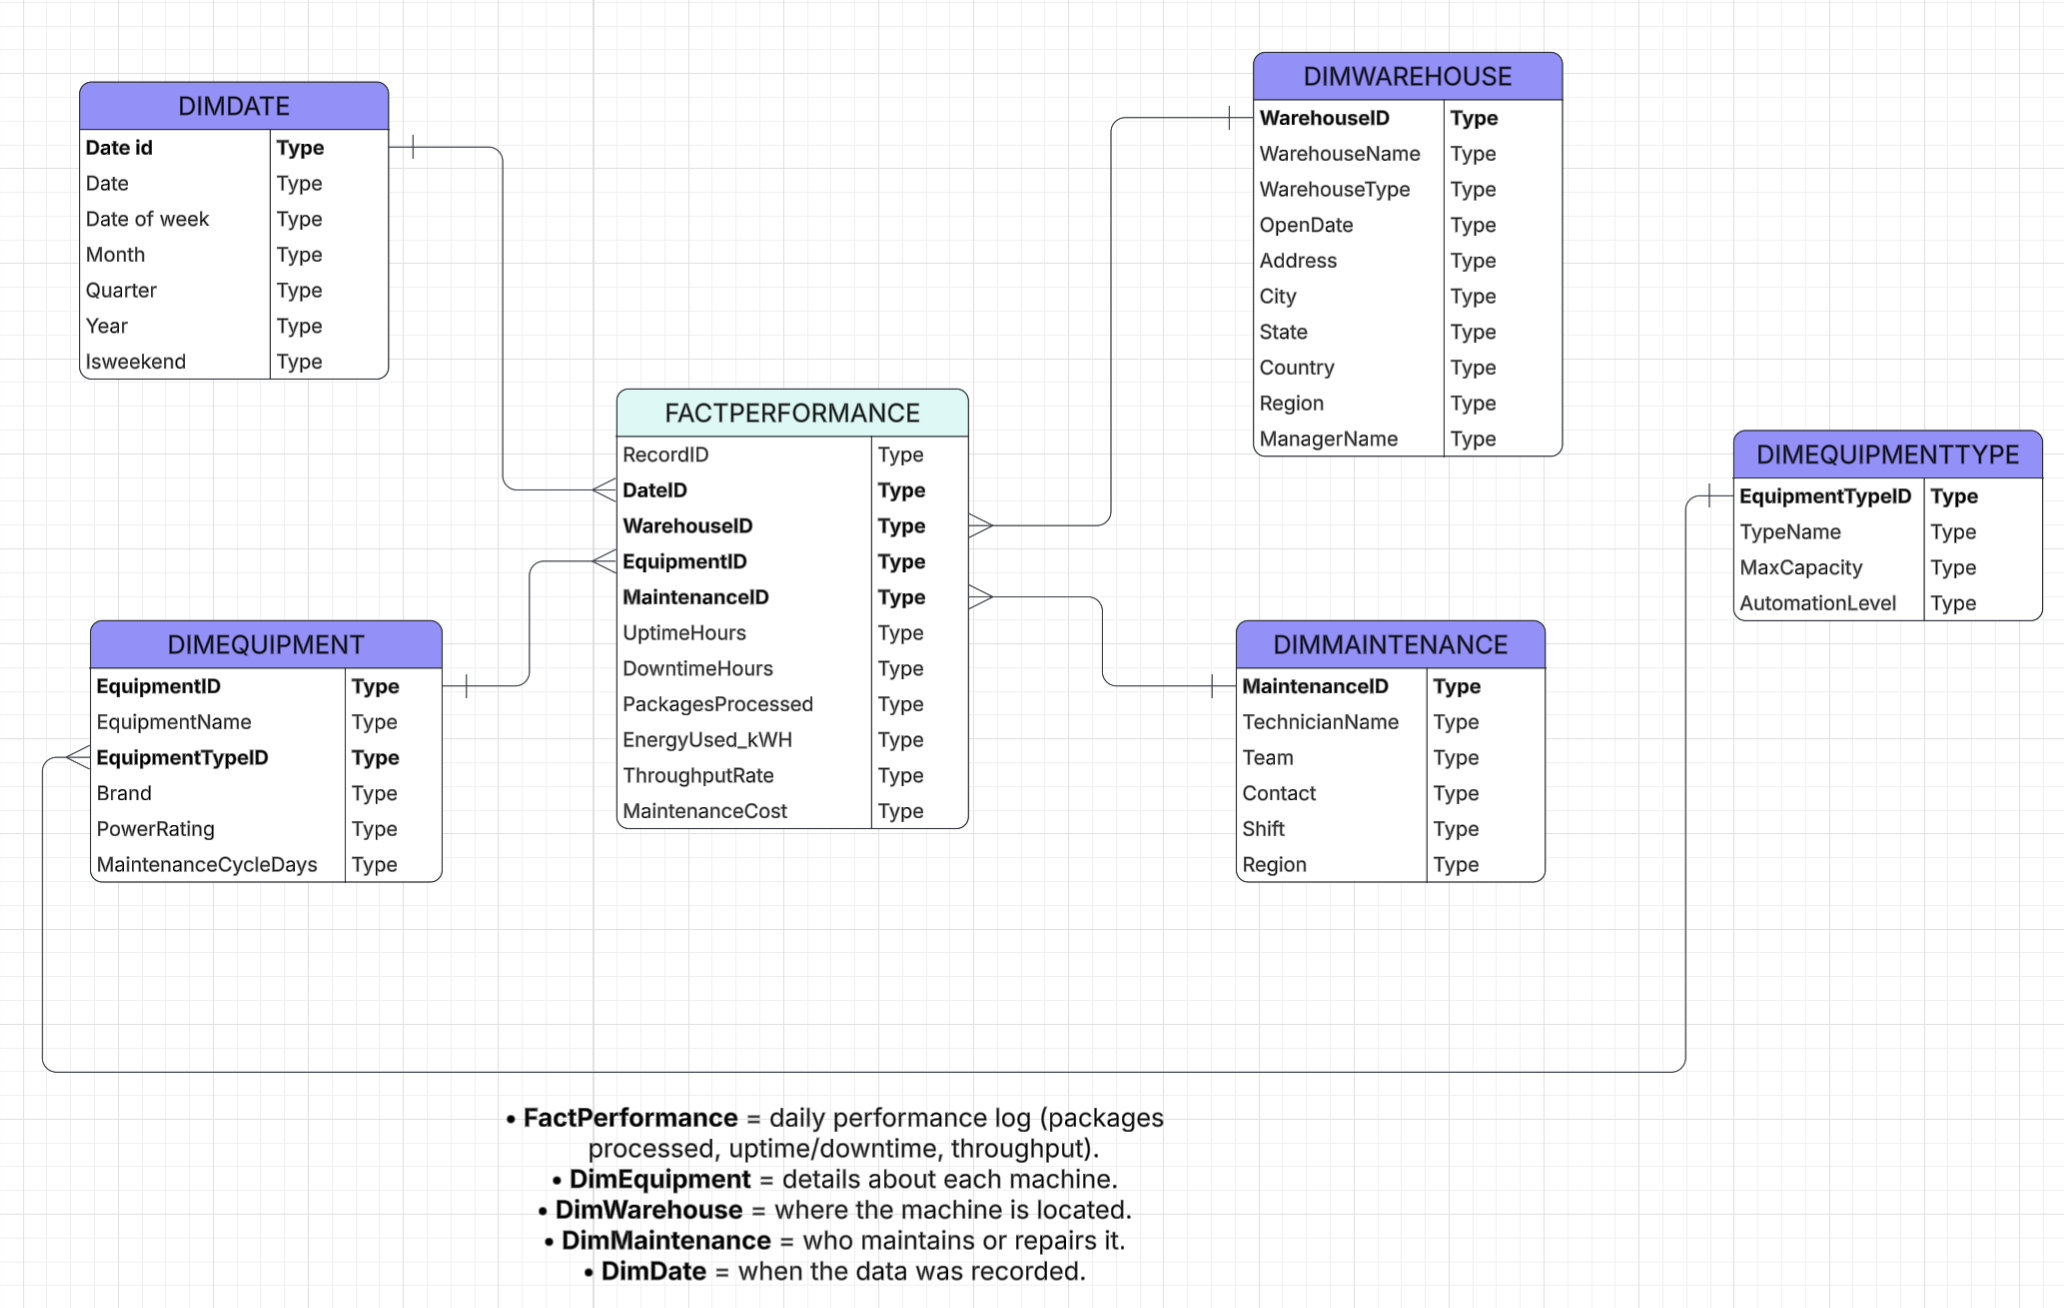 DIMDATE
Date id Type
Date Type
Date of week Type
Month Type
Quarter Type
Year Type
Isweekend Type
DIMWAREHOUSE
WarehouseID Type
WarehouseName Type
WarehouseType Type
OpenDate Type
Address Type
City Type
State Type
Country Type
Region Type
ManagerName Type
FACTPERFORMANCE
RecordID Type
DateID Type
WarehouseID Type
EquipmentID Type
MaintenanceID Type
UptimeHours Type
DowntimeHours Type
PackagesProcessed Type
EnergyUsed_kWH Type
ThroughputRate Type
MaintenanceCost Type
DIMEQUIPMENTTYPE
EquipmentTypeID Type
TypeName Type
MaxCapacity Type
AutomationLevel Type
DIMEQUIPMENT
EquipmentID Type
EquipmentName Type
EquipmentTypeID Type
Brand Type
PowerRating Type
MaintenanceCycleDays Type
DIMMAINTENANCE
MaintenanceID Type
TechnicianName Type
Team Type
Contact Type
Shift Type
Region Type
• FactPerformance = daily performance log (packages
processed, uptime/downtime, throughput).
• DimEquipment = details about each machine.
• DimWarehouse = where the machine is located.
• DimMaintenance = who maintains or repairs it.
• DimDate = when the data was recorded.